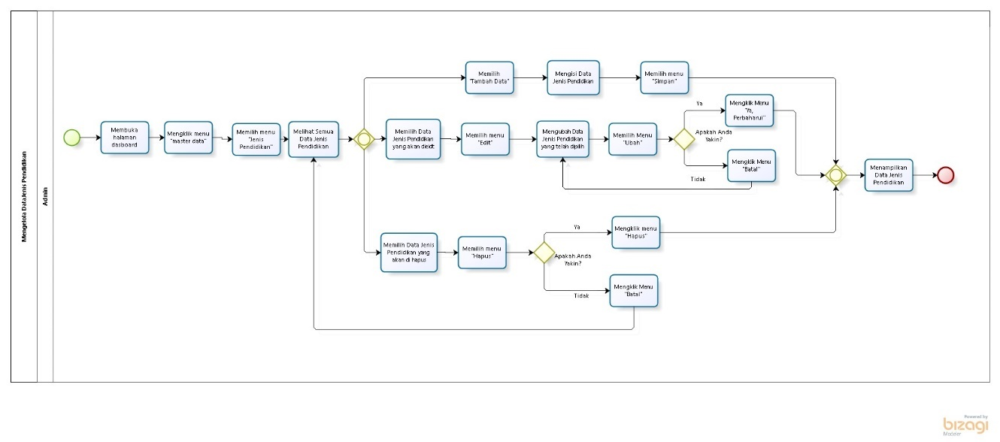 Mengelola Data Jenis Pendidikan
Admin
Membuka
halaman
dasboard
Mengklik menu
"master data"
Memilih menu
"Jenis
Pendidikan"
Melihat Semua
Data Jenis
Pendidikan
Memilih
"Tambah Data"
Mengisi Data
Jenis Pendidikan
Memilih menu
"Simpan"
Memilih Data
Jenis Pendidikan
yang akan dieidt
Memilih menu
"Edit"
Mengubah Data
Jenis Pendidikan
yang telah dipilih
Memilih Menu
"Ubah"
Apakah Anda
Yakin?
Ya
Mengklik Menu
"Ya,
Perbaharui"
Tidak
Mengklik Menu
"Batal"
Memilih Data Jenis
Pendidikan yang
akan di hapus
Memilih menu
"Hapus"
Apakah Anda
Yakin?
Ya
Mengklik menu
"Hapus"
Tidak
Mengklik Menu
"Batal"
Menampilkan
Data Jenis
Pendidikan
Powered by
bizagi
Modeler